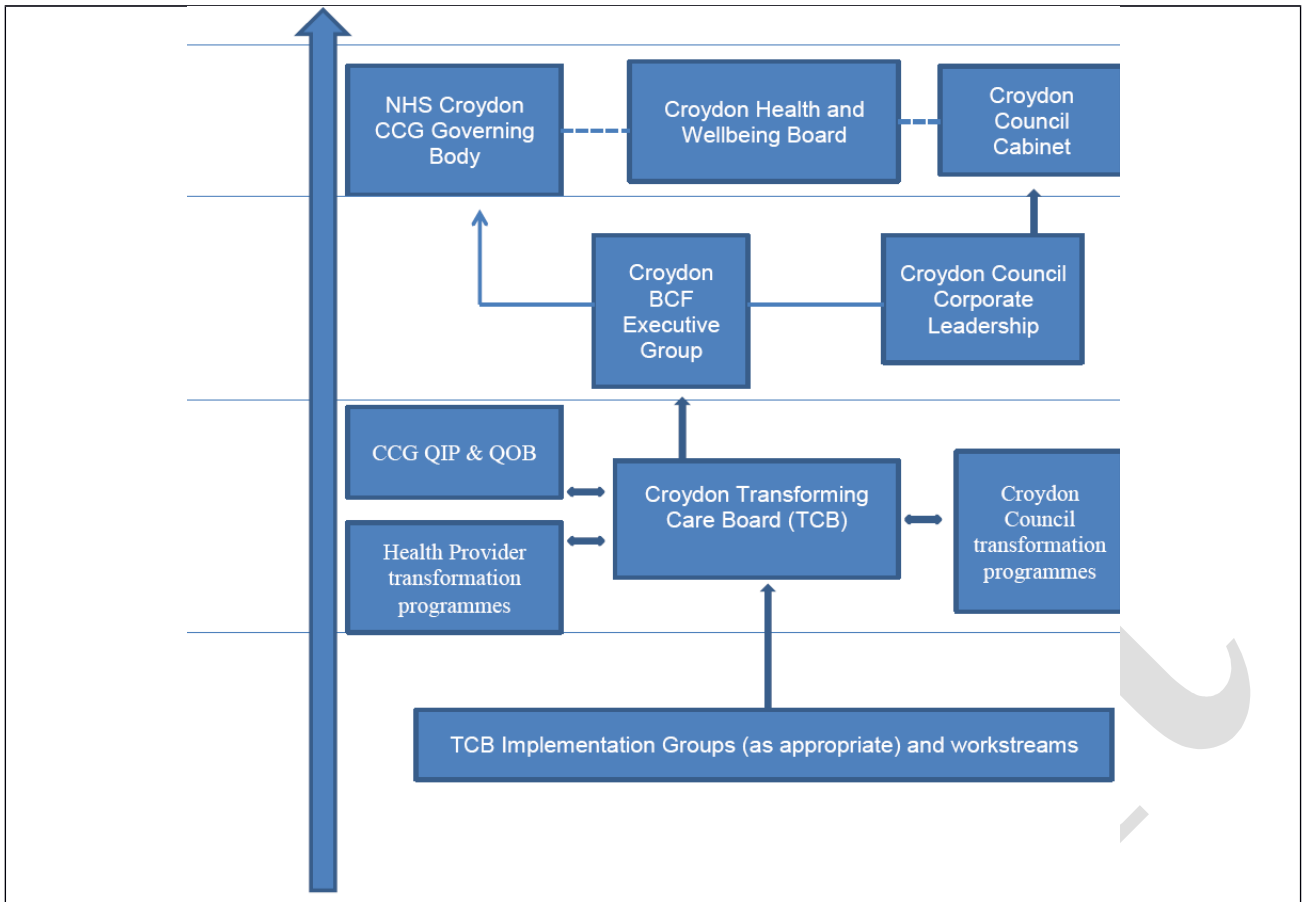 NHS Croydon
CCG Governing
Body
Croydon Health and
Wellbeing Board
Croydon
Council
Cabinet
Croydon
BCF
Executive
Group
Croydon Council
Corporate
Leadership
CCG QIP & QOB
Health Provider
transformation
programmes
Croydon Transforming
Care Board (TCB)
Croydon
Council
transformation
programmes
TCB Implementation Groups (as appropriate) and workstreams